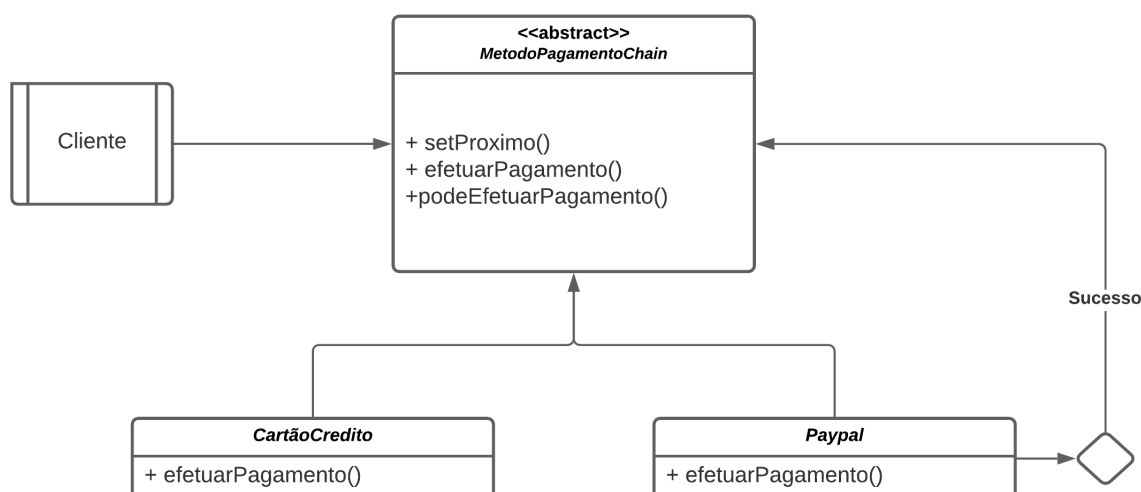 <<abstract>>
MetodoPagamentoChain
Cliente
+ setProximo()
+ efetuarPagamento()
+podeEfetuarPagamento()
Sucesso
CartãoCredito
+ efetuarPagamento()
Paypal
+ efetuarPagamento()